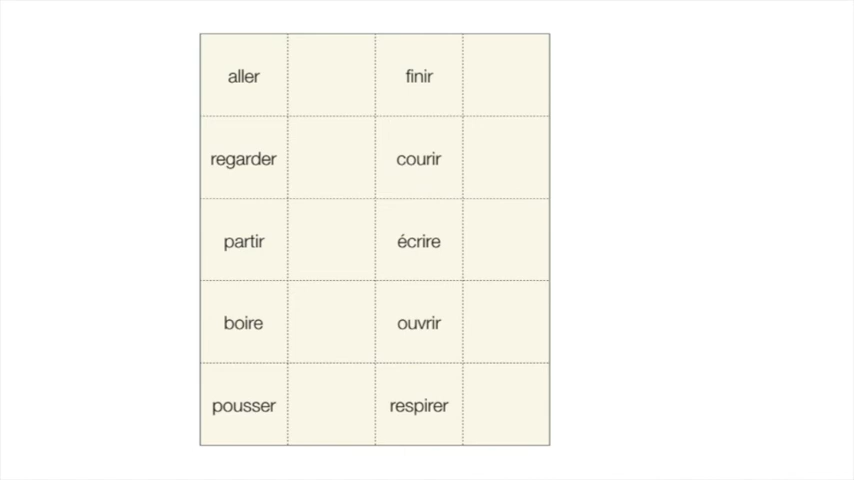 aller finir
regarder courir
partir écrire
boire ouvrir
pousser respirer